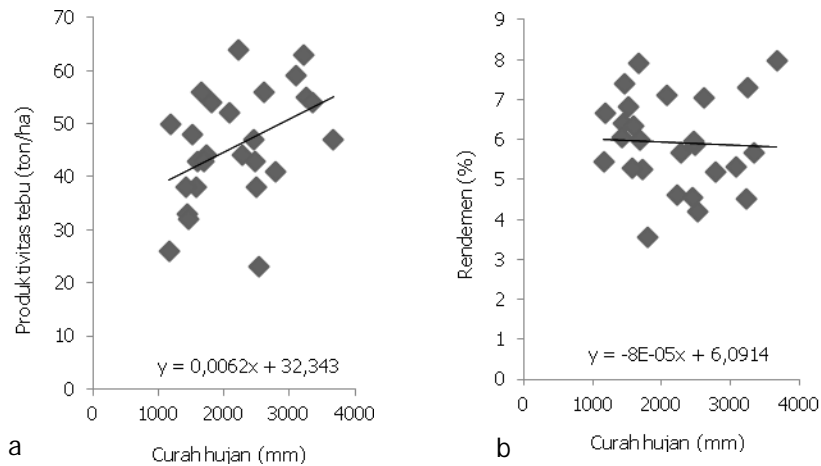 Produktivitas tebu (ton/ha)
70
60
50
40
30
20
10
0
y = 0,0062x + 32,343
0 1000 2000 3000 4000
Curah hujan (mm)
a
Rendemen (%)
9
8
7
6
5
4
3
2
1
0
y = -8E-05x + 6,0914
0 1000 2000 3000 4000
Curah hujan (mm)
b